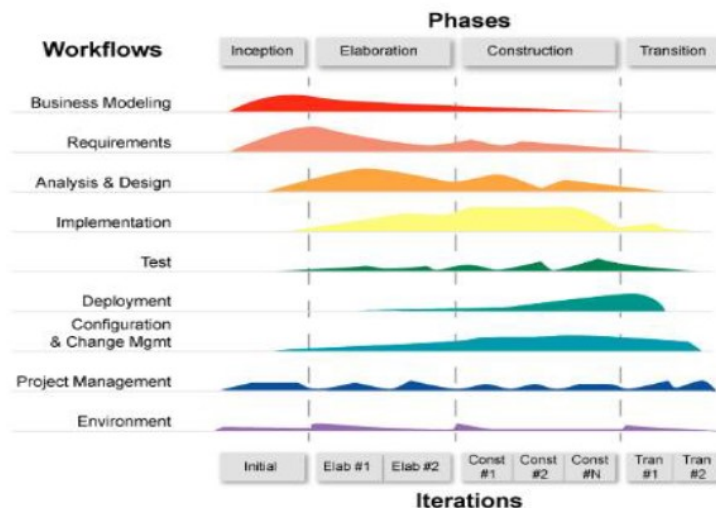 Phases
Workflows
Inception Elaboration Construction Transition
Business Modeling
Requirements
Analysis & Design
Implementation
Test
Deployment
Configuration
& Change Mgmt
Project Management
Environment
Initial Elab #1 Elab #2 Const #1 Const #2 Const #N Tran #1 Tran #2
Iterations